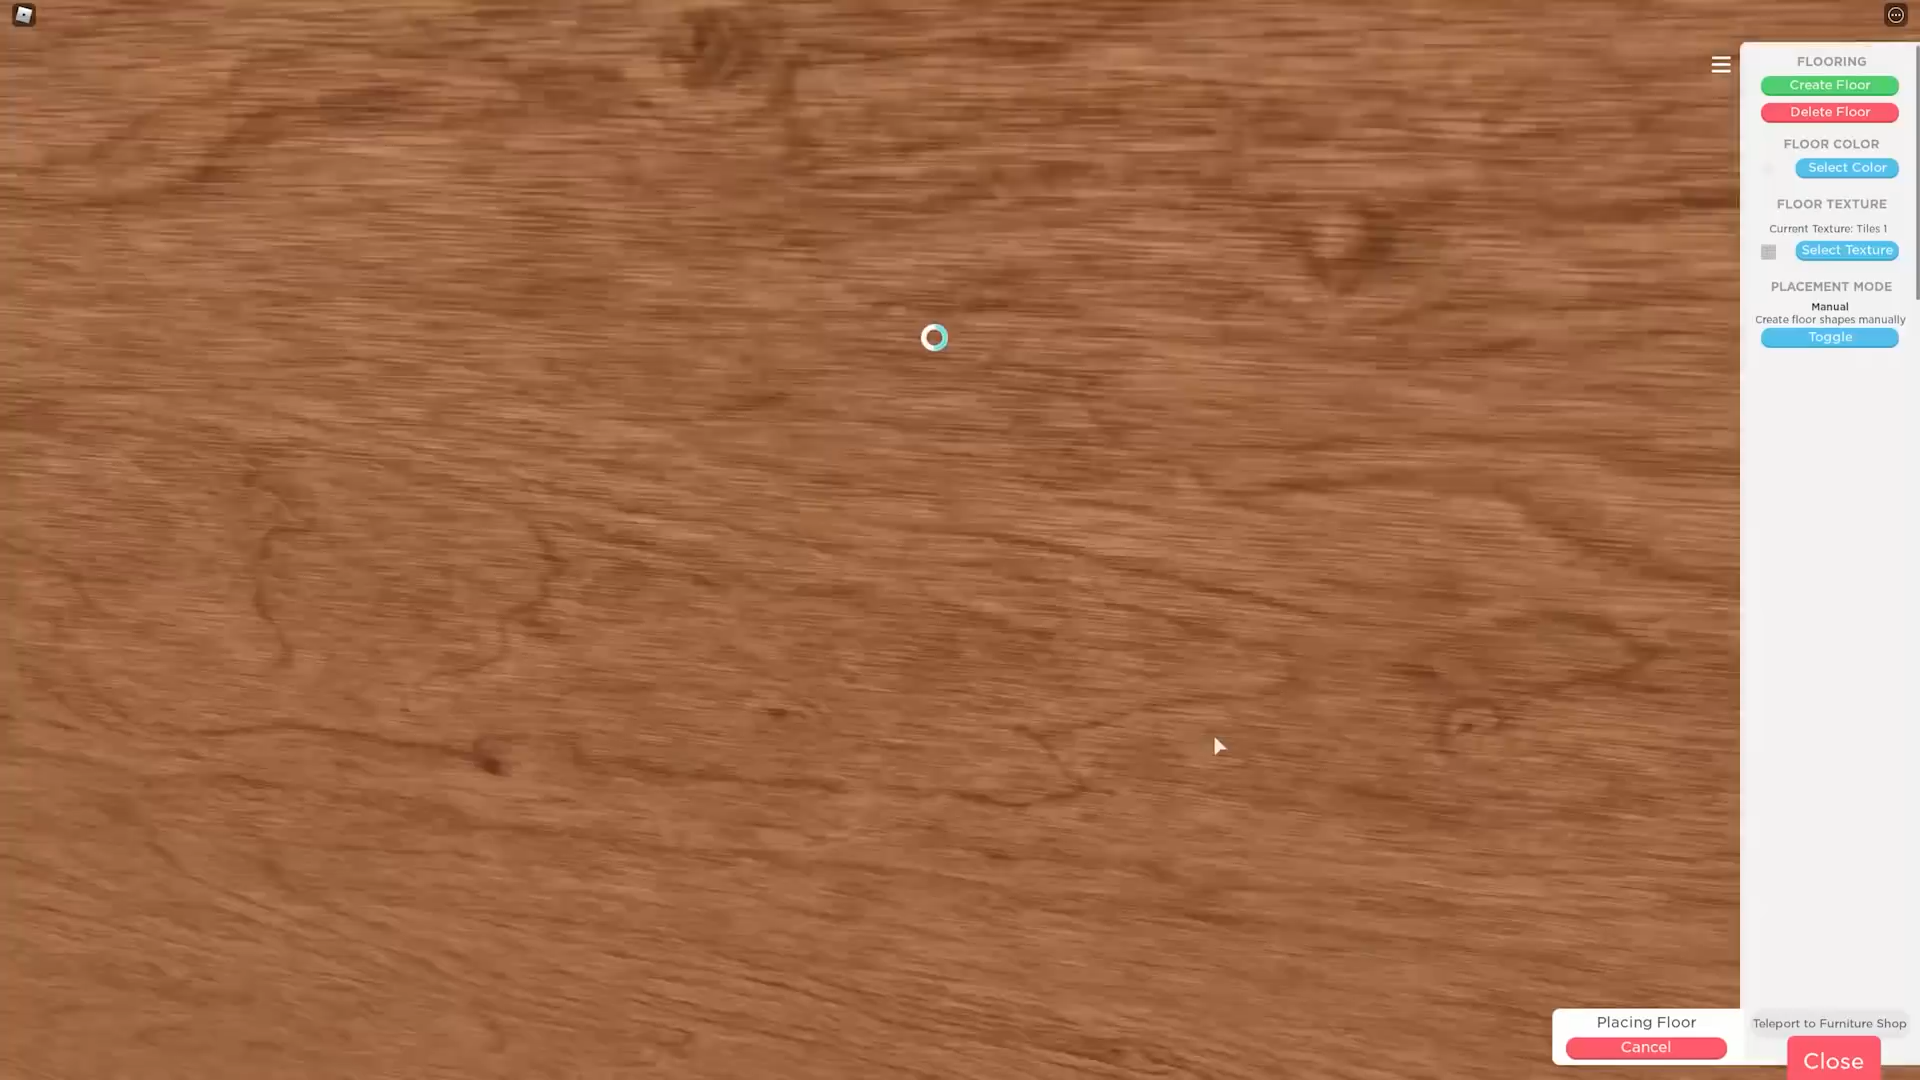 FLOORING
Create Floor
Delete Floor
FLOOR COLOR
Select Color
FLOOR TEXTURE
Current Texture: Tiles 1
Select Texture
PLACEMENT MODE
Manual
Create floor shapes manually
Toggle
Placing Floor
Cancel
Teleport to Furniture Shop
Close